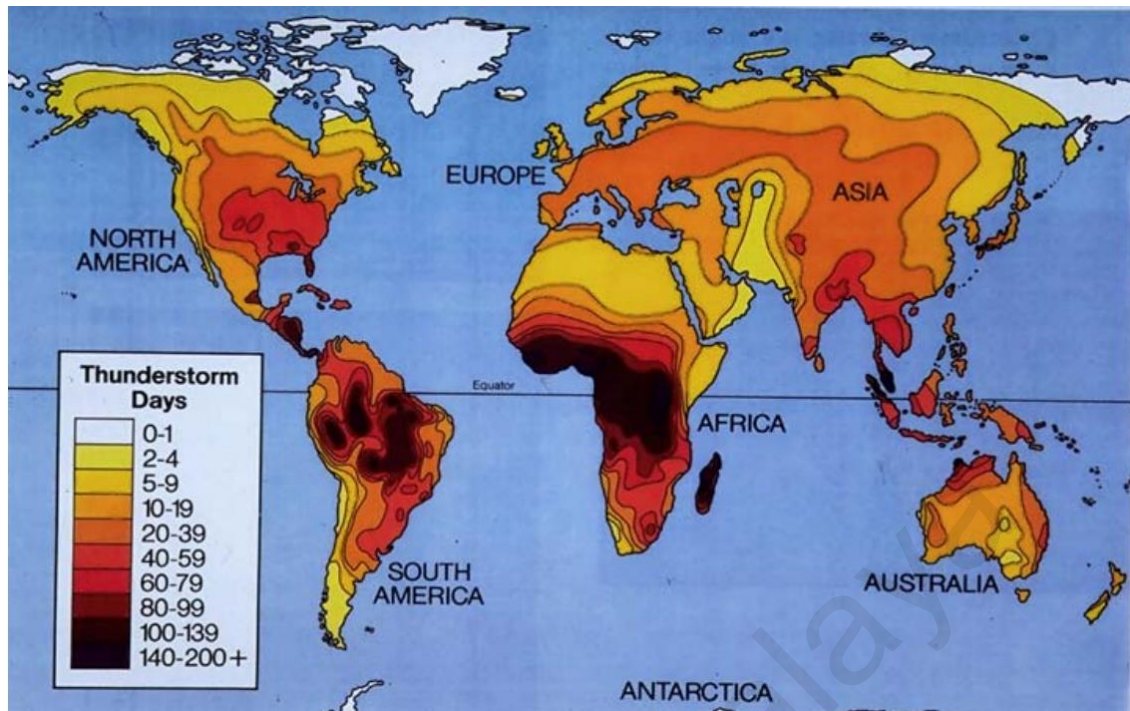 EUROPE
ASIA
NORTH
AMERICA
Thunderstorm
Days
0-1
2-4
5-9
10-19
20-39
40-59
60-79
80-99
100-139
140-200+
Equator
AFRICA
SOUTH
AMERICA
AUSTRALIA
ANTARCTICA
laya